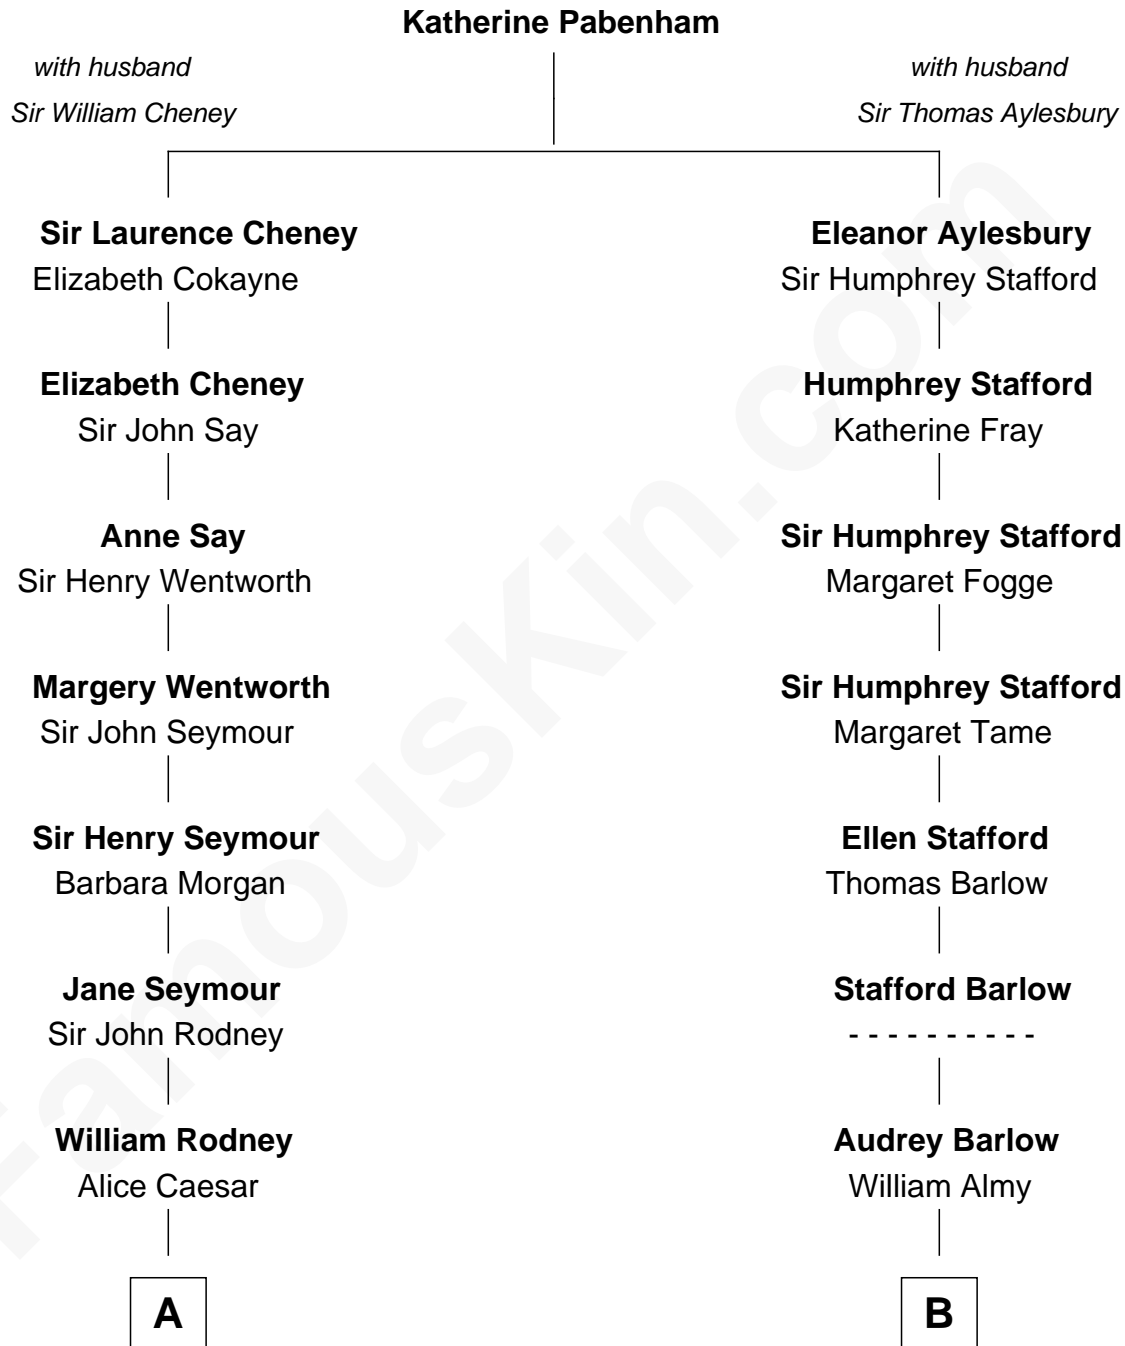 Katherine Pabenham
with husband
Sir William Cheney
with husband
Sir Thomas Aylesbury
Sir Laurence Cheney
Elizabeth Cokayne
Eleanor Aylesbury
Sir Humphrey Stafford
Elizabeth Cheney
Sir John Say
Humphrey Stafford
Katherine Fray
Anne Say
Sir Henry Wentworth
Sir Humphrey Stafford
Margaret Fogge
Margery Wentworth
Sir John Seymour
Sir Humphrey Stafford
Margaret Tame
Sir Henry Seymour
Barbara Morgan
Ellen Stafford
Thomas Barlow
Jane Seymour
Sir John Rodney
Stafford Barlow
- - - - - - - - - -
William Rodney
Alice Caesar
Audrey Barlow
William Almy
A
B
FamousKin.com